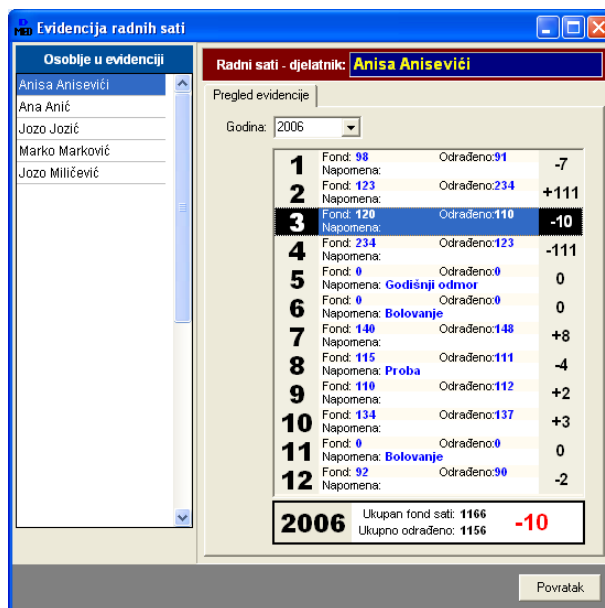 D MED Evidencija radnih sati
Osoblje u evidenciji
Anisa Anisevići
Ana Anić
Jozo Jozić
Marko Marković
Jozo Miličević
Radni sati - djelatnik: Anisa Anisevići
Pregled evidencije
Godina: 2006
1 Fond: 98 Odrađeno:91 -7
Napomena:
2 Fond: 123 Odrađeno:234 +111
Napomena:
3 Fond: 120 Odrađeno:110 -10
Napomena:
4 Fond: 234 Odrađeno:123 -111
Napomena:
5 Fond: 0 Odrađeno:0 0
Napomena: Godišnji odmor
6 Fond: 0 Odrađeno:0 0
Napomena: Bolovanje
7 Fond: 140 Odrađeno:148 +8
Napomena:
8 Fond: 115 Odrađeno:111 -4
Napomena: Proba
9 Fond: 110 Odrađeno:112 +2
Napomena:
10 Fond: 134 Odrađeno:137 +3
Napomena:
11 Fond: 0 Odrađeno:0 0
Napomena: Bolovanje
12 Fond: 92 Odrađeno:90 -2
Napomena:
2006 Ukupan fond sati: 1166 -10
Ukupno odrađeno: 1156
Povratak